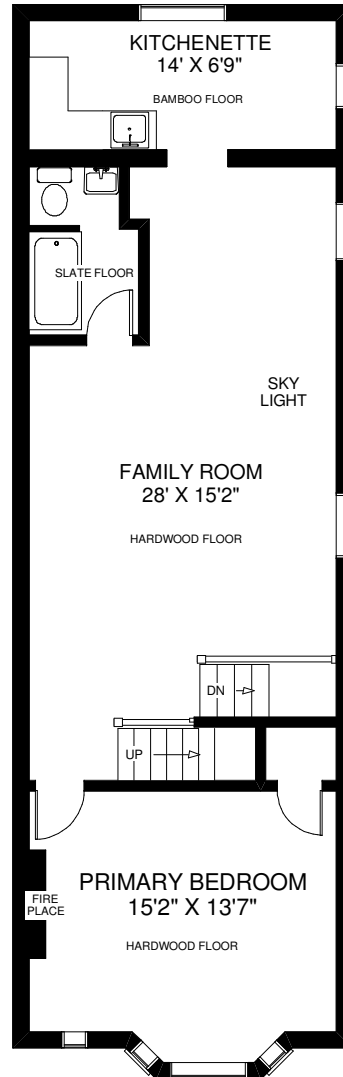 KITCHENETTE
14' X 6'9"
BAMBOO FLOOR
SLATE FLOOR
SKY
LIGHT
FAMILY ROOM
28' X 15'2"
HARDWOOD FLOOR
DN
UP
PRIMARY BEDROOM
15'2" X 13'7"
FIRE
PLACE
HARDWOOD FLOOR